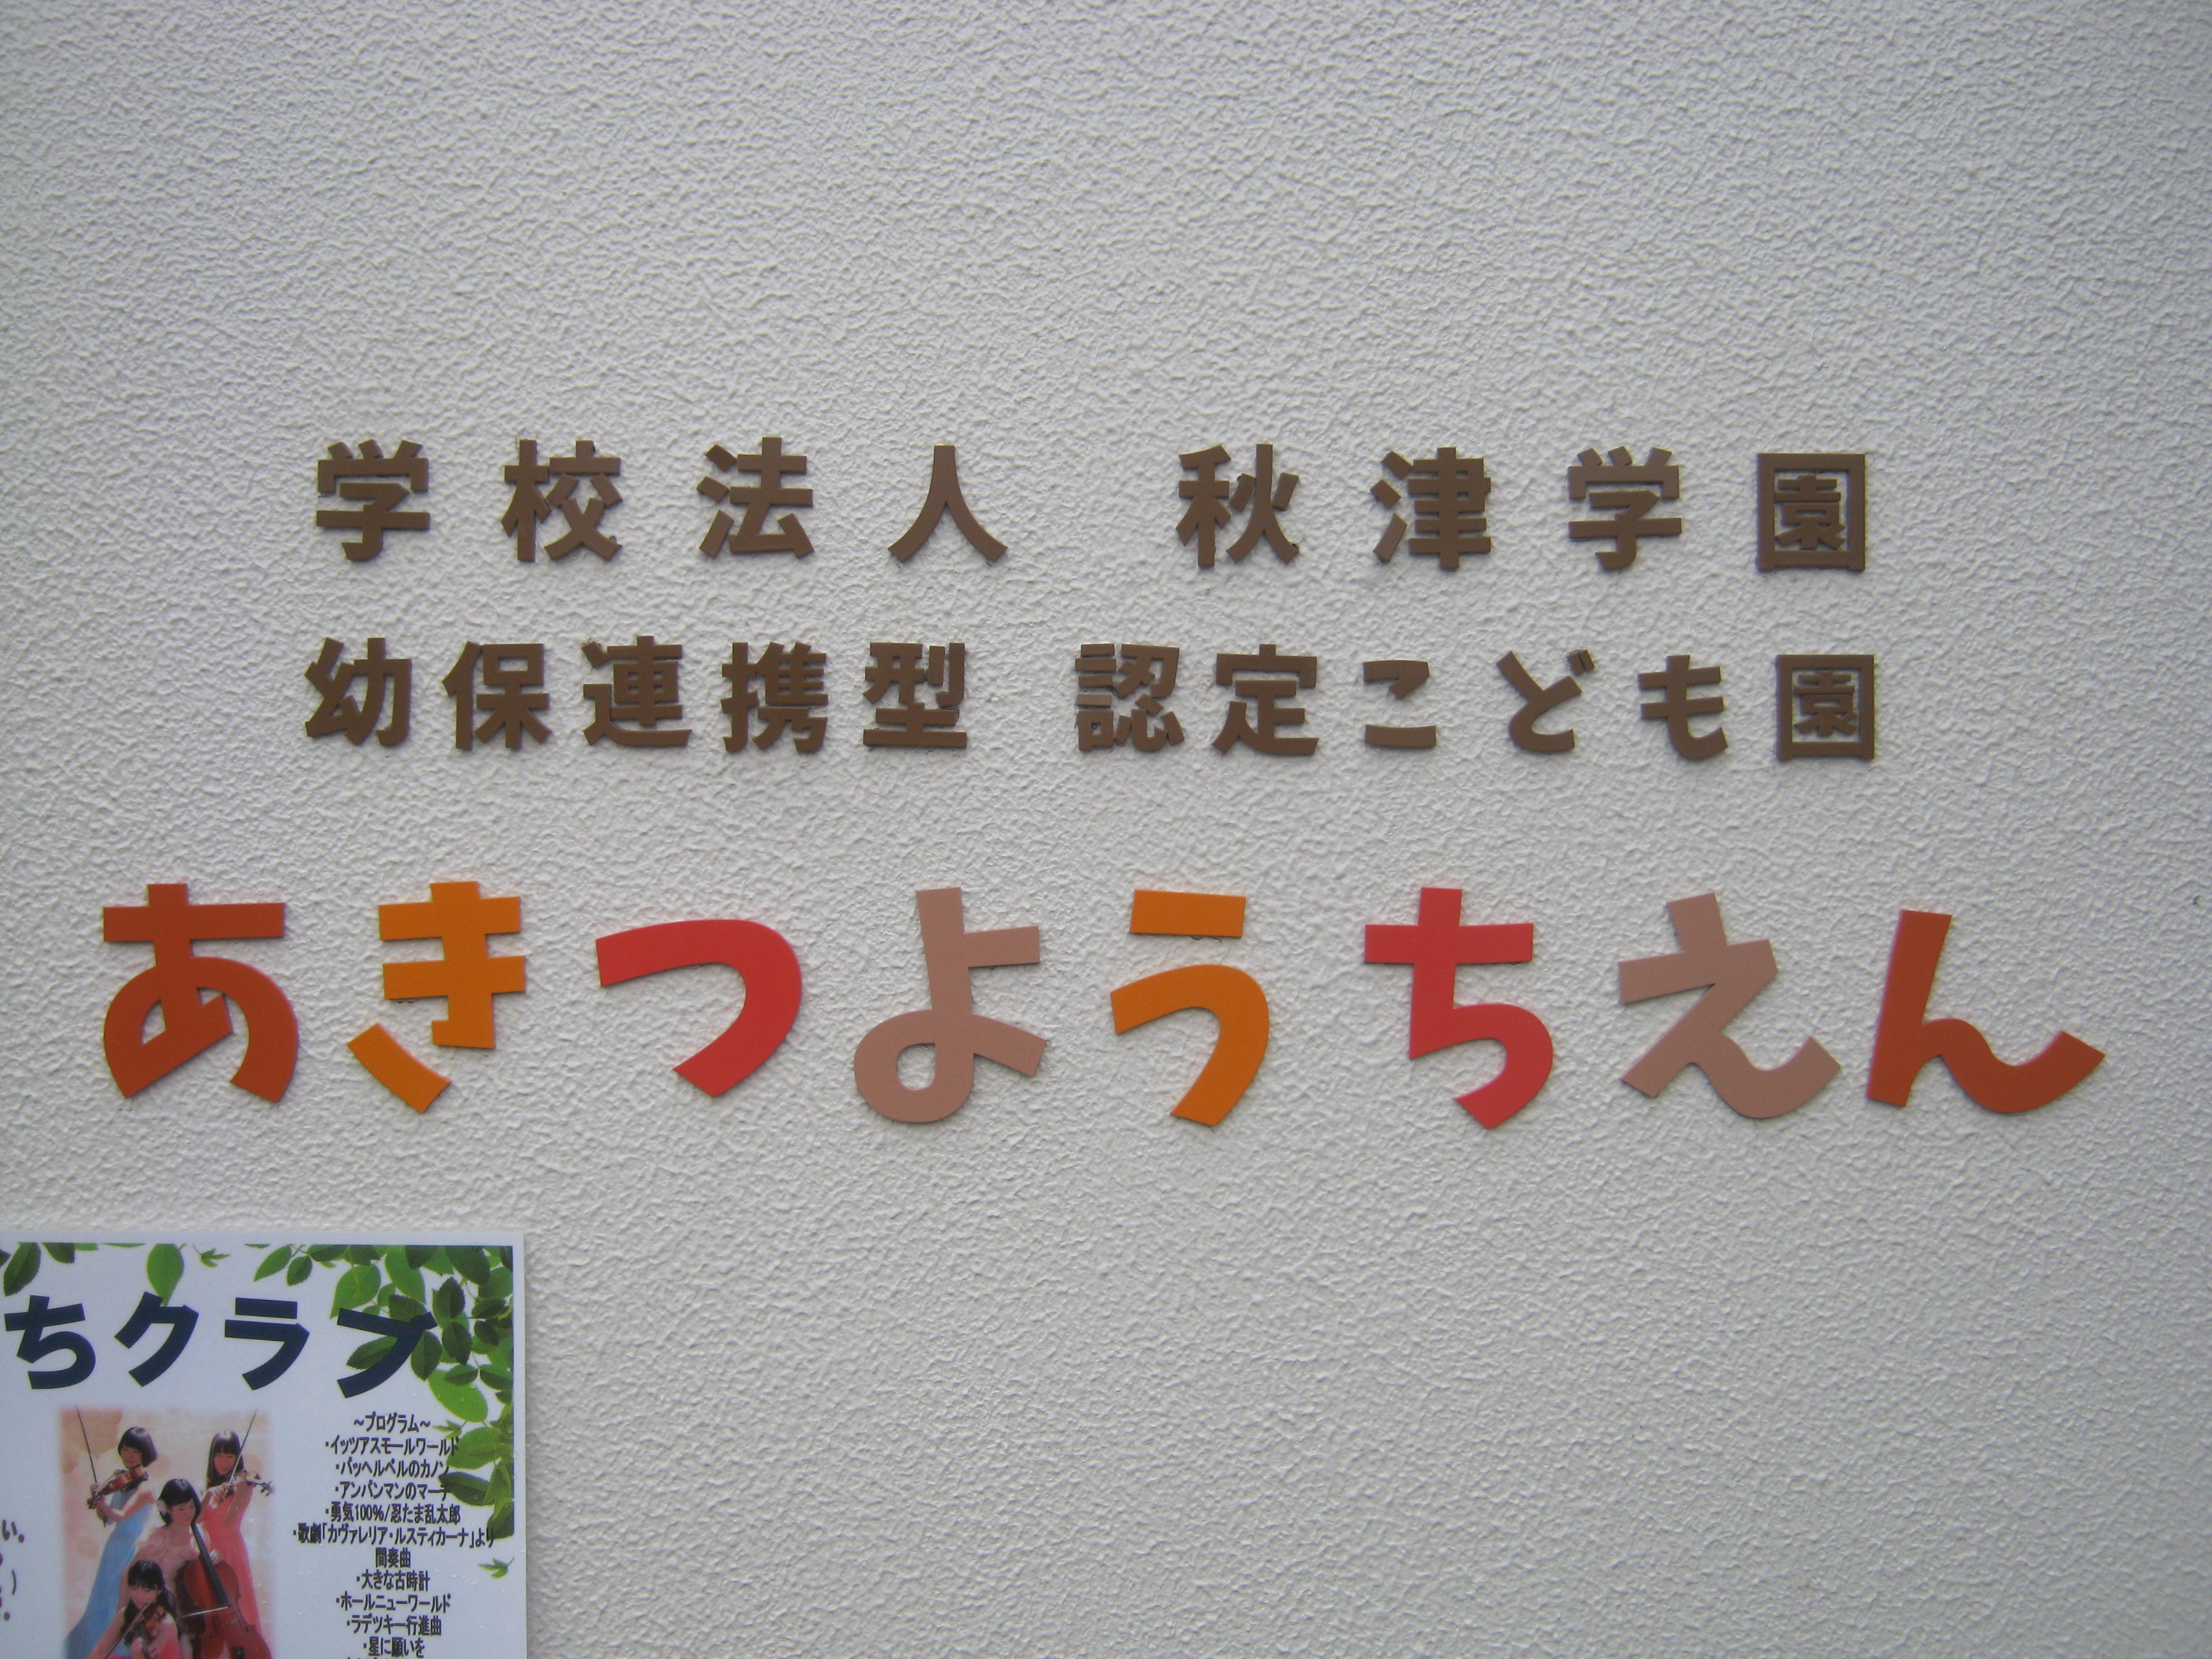 学校法人 秋津学園
幼保連携型 認定こども園
あきつようちえん
ちクラブ
～プログラム～
・イッツアスモールワールド
・パッヘルベルのカノン
・アンパンマンのマーチ
・勇気100%/忍たま乱太郎
・歌劇「カヴァレリア・ルスティカーナ」より
間奏曲
・大きな古時計
・ホールニューワールド
・ラデツキー行進曲
・星に願いを
い。